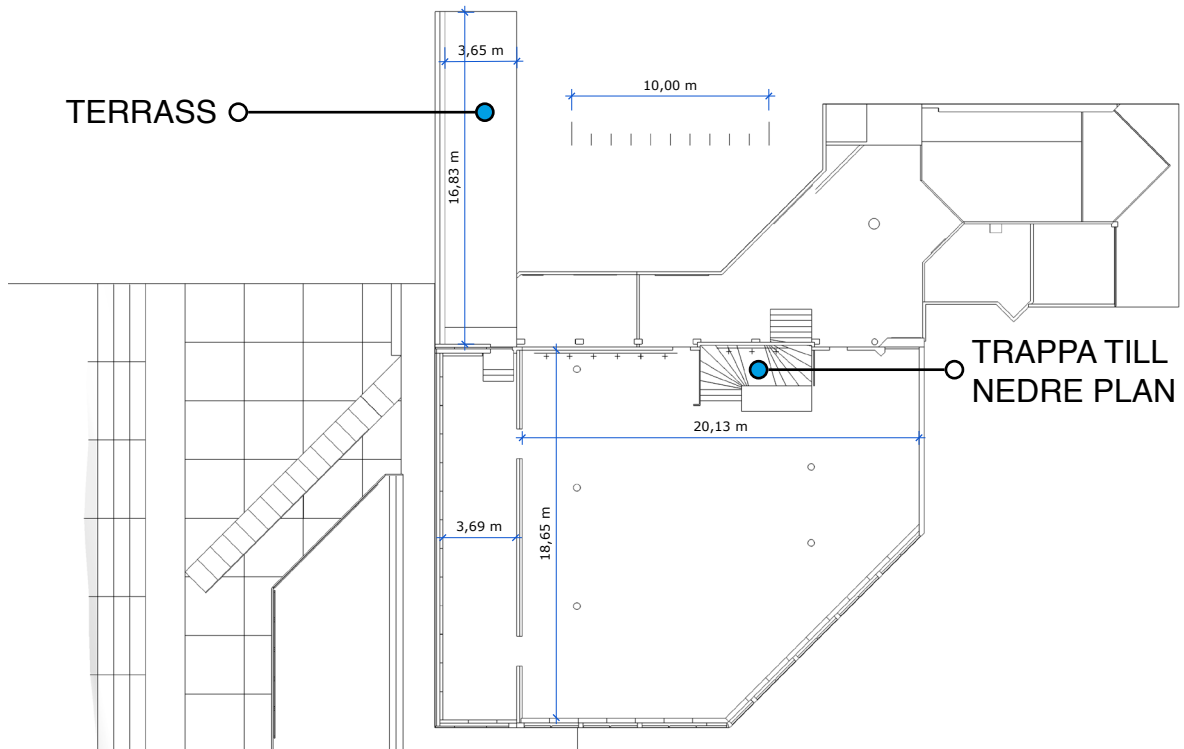 3,65 m
10,00 m
TERRASS
16,83 m
TRAPPA TILL
NEDRE PLAN
20,13 m
3,69 m
18,65 m